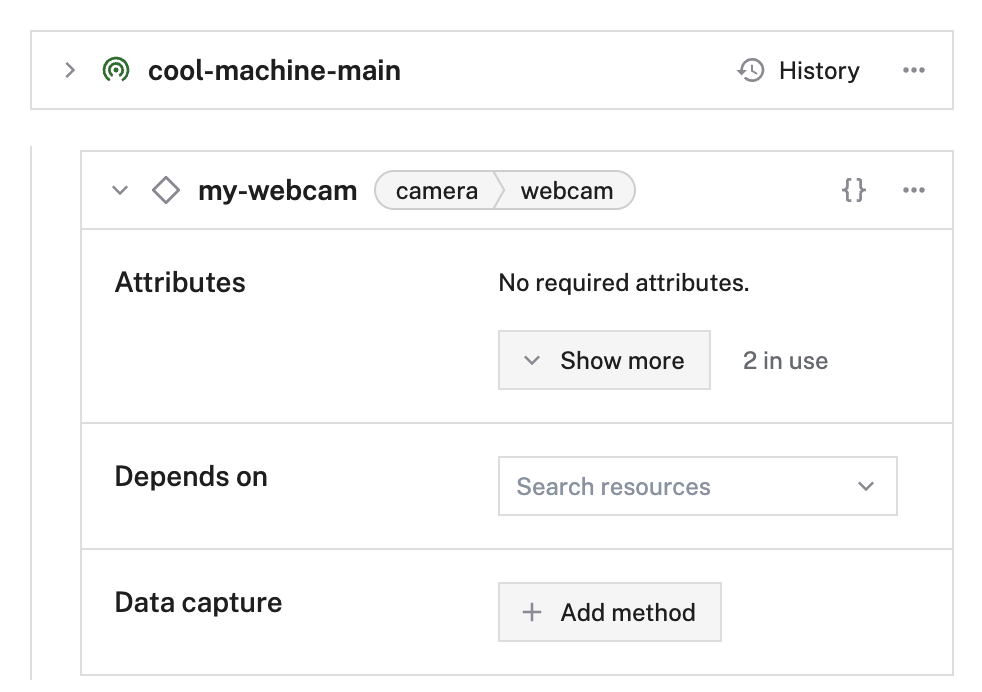 cool-machine-main History ···
my-webcam camera webcam {} ···
Attributes No required attributes.
Show more 2 in use
Depends on Search resources
Data capture + Add method